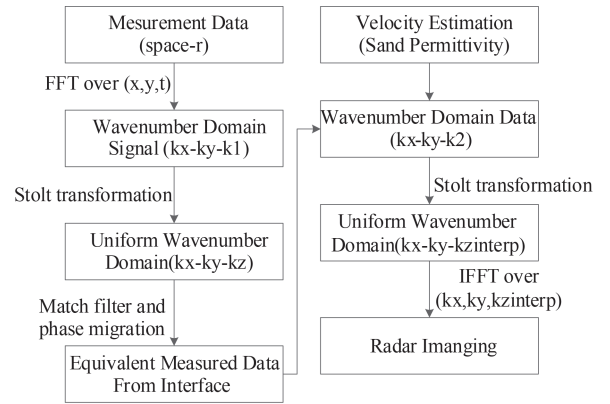 Mesurement Data
(space-r)
FFT over (x,y,t)
Wavenumber Domain
Signal (kx-ky-k1)
Stolt transformation
Uniform Wavenumber
Domain(kx-ky-kz)
Match filter and
phase migration
Equivalent Measured Data
From Interface
Velocity Estimation
(Sand Permittivity)
Wavenumber Domain Data
(kx-ky-k2)
Stolt transformation
Uniform Wavenumber
Domain(kx-ky-kzinterp)
IFFT over
(kx,ky,kzinterp)
Radar Imanging